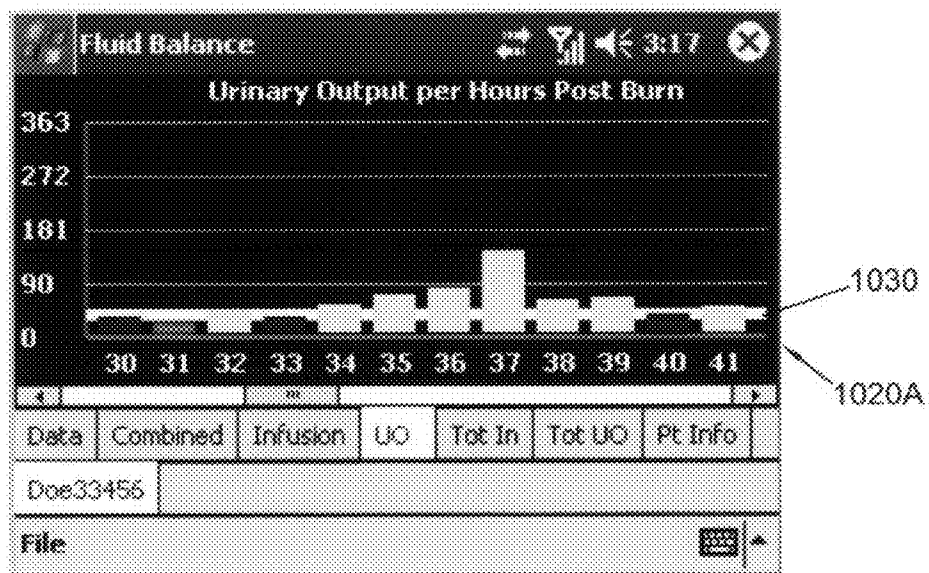 Fluid Balance 3:17
Urinary Output per Hours Post Burn
363
272
181
90
0
30 31 32 33 34 35 36 37 38 39 40 41
1030
1020A
Data Combined Infusion UO Tot In Tot UO Pt Info
Doe33456
File